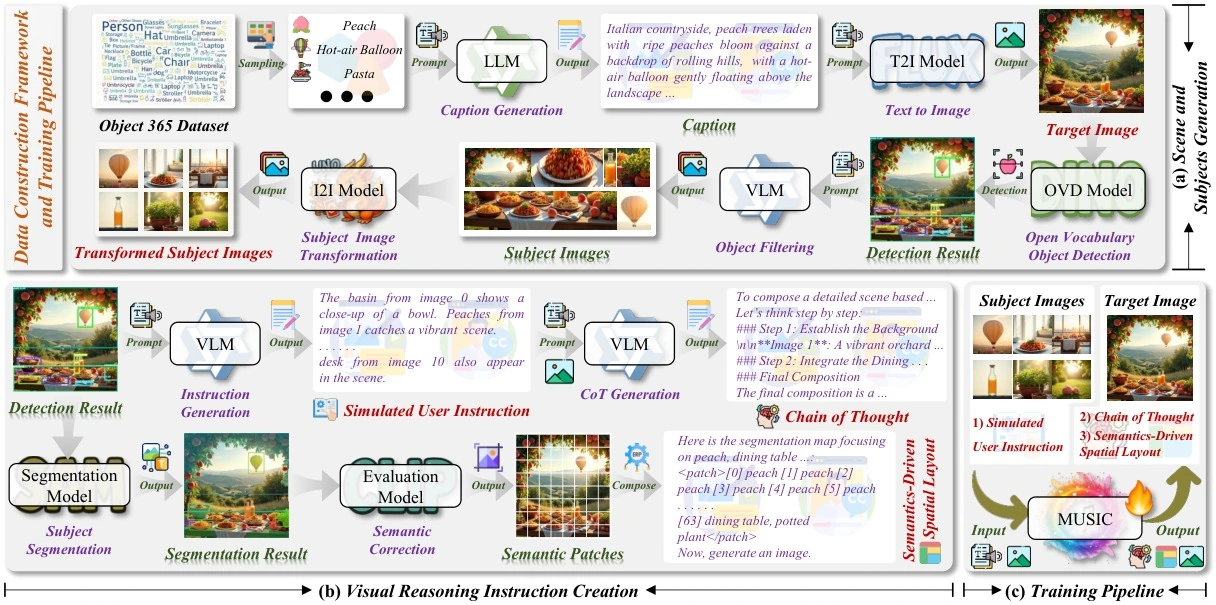 Data Construction Framework
and Training Pipeline
Object 365 Dataset
Sampling
Peach
Hot-air Balloon
Pasta
Prompt
LLM
Caption Generation
Output
Italian countryside, peach trees laden
with ripe peaches bloom against a
backdrop of rolling hills, with a hot-
air balloon gently floating above the
landscape ...
Caption
Prompt
FLUX
T2I Model
Text to Image
Output
Target Image
(a) Scene and
Subjects Generation
Transformed Subject Images
Output
UNO
I2I Model
Subject Image
Transformation
Subject Images
Output
VLM
Object Filtering
Prompt
Detection Result
Detection
DINO
OVD Model
Open Vocabulary
Object Detection
Detection Result
Prompt
VLM
Instruction
Generation
Output
The basin from image 0 shows a
close-up of a bowl. Peaches from
image 1 catches a vibrant scene.
. . . . . .
desk from image 10 also appear
in the scene.
Simulated User Instruction
Prompt
VLM
CoT Generation
Output
To compose a detailed scene based ...
Let's think step by step:
### Step 1: Establish the Background
\n\n**Image 1**: A vibrant orchard ...
### Step 2: Integrate the Dining . . .
### Final Composition
The final composition is a ...
Chain of Thought
SAM
Segmentation
Model
Subject
Segmentation
Output
Segmentation Result
CLIP
Evaluation
Model
Semantic
Correction
Output
Semantic Patches
ERP
Compose
Here is the segmentation map focusing
on peach, dining table ...:
<patch>[0] peach [1] peach [2]
peach [3] peach [4] peach [5] peach
. . . . . .
[63] dining table, potted
plant</patch>
Now, generate an image.
Semantics-Driven
Spatial Layout
(b) Visual Reasoning Instruction Creation
Subject Images
Target Image
1) Simulated
User Instruction
2) Chain of Thought
3) Semantics-Driven
Spatial Layout
Input
MUSIC
Output
(c) Training Pipeline